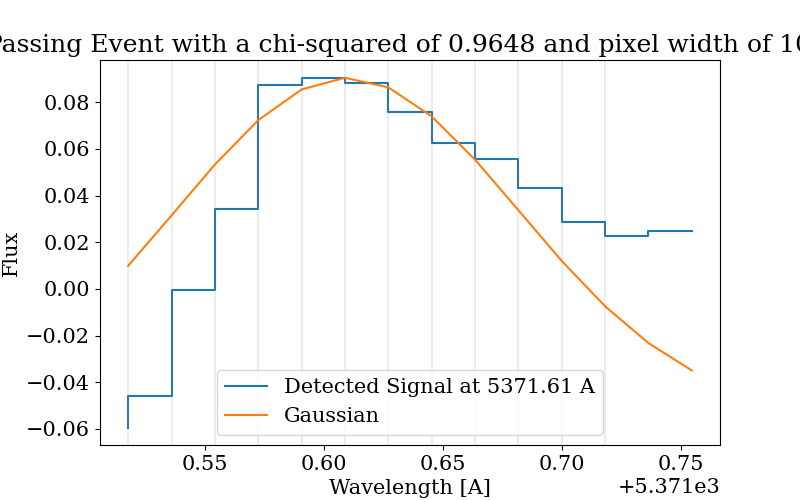 Passing Event with a chi-squared of 0.9648 and pixel width of 10
0.08
0.06
0.04
0.02
0.00
−0.02
−0.04
−0.06
Flux
Detected Signal at 5371.61 A
Gaussian
0.55
0.60
0.65
0.70
0.75
Wavelength [A]
+5.371e3